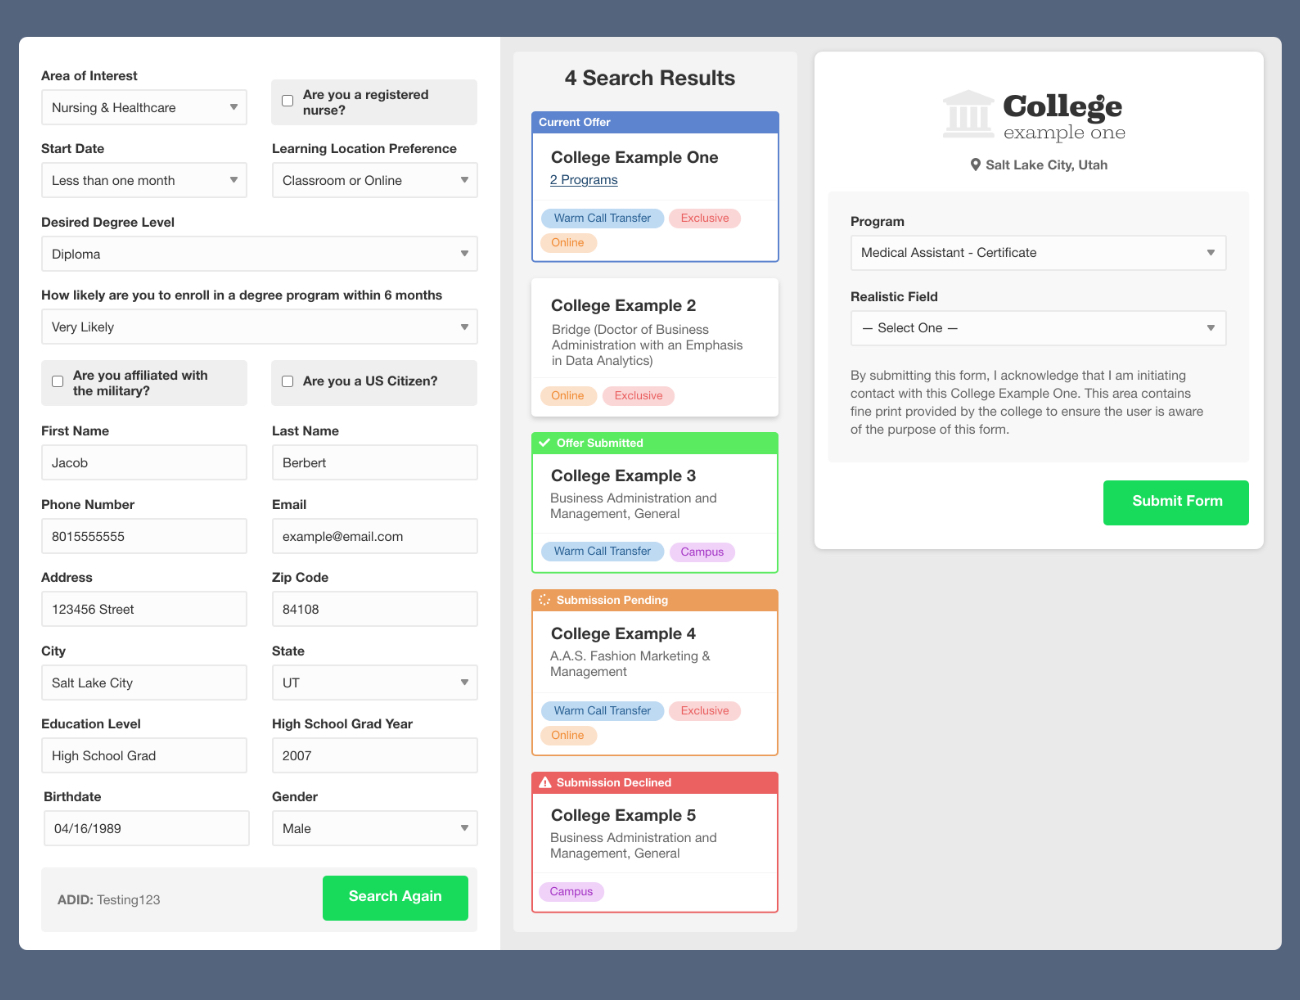 Area of Interest
Nursing & Healthcare
Are you a registered
nurse?
Start Date
Less than one month
Learning Location Preference
Classroom or Online
Desired Degree Level
Diploma
How likely are you to enroll in a degree program within 6 months
Very Likely
Are you affiliated with
the military?
Are you a US Citizen?
First Name
Jacob
Last Name
Berbert
Phone Number
8015555555
Email
example@email.com
Address
123456 Street
Zip Code
84108
City
Salt Lake City
State
UT
Education Level
High School Grad
High School Grad Year
2007
Birthdate
04/16/1989
Gender
Male
ADID: Testing123
Search Again
4 Search Results
Current Offer
College Example One
2 Programs
Warm Call Transfer
Exclusive
Online
College Example 2
Bridge (Doctor of Business
Administration with an Emphasis
in Data Analytics)
Online
Exclusive
Offer Submitted
College Example 3
Business Administration and
Management, General
Warm Call Transfer
Campus
Submission Pending
College Example 4
A.A.S. Fashion Marketing &
Management
Warm Call Transfer
Exclusive
Online
Submission Declined
College Example 5
Business Administration and
Management, General
Campus
College
example one
Salt Lake City, Utah
Program
Medical Assistant - Certificate
Realistic Field
— Select One —
By submitting this form, I acknowledge that I am initiating
contact with this College Example One. This area contains
fine print provided by the college to ensure the user is aware
of the purpose of this form.
Submit Form